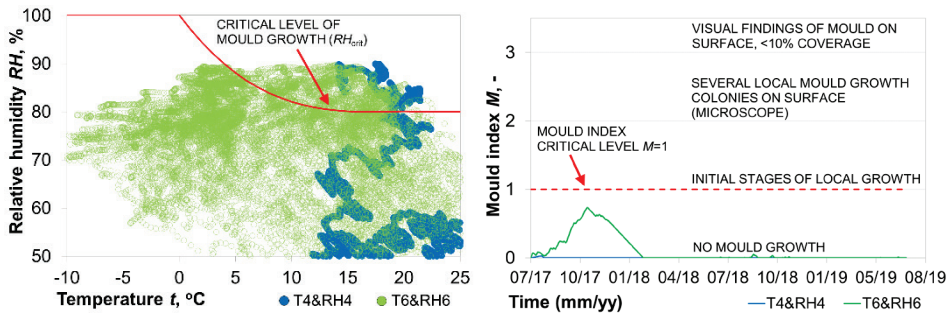 100
90
80
70
60
50
Relative humidity RH, %
CRITICAL LEVEL OF
MOULD GROWTH (RHcrit)
-10 -5 0 5 10 15 20 25
Temperature t, ºC
T4&RH4 T6&RH6
3
2
1
0
Mould index M, -
VISUAL FINDINGS OF MOULD ON
SURFACE, <10% COVERAGE
SEVERAL LOCAL MOULD GROWTH
COLONIES ON SURFACE
(MICROSCOPE)
MOULD INDEX
CRITICAL LEVEL M=1
INITIAL STAGES OF LOCAL GROWTH
NO MOULD GROWTH
07/17 10/17 01/18 04/18 07/18 10/18 01/19 05/19 08/19
Time (mm/yy)
T4&RH4 T6&RH6